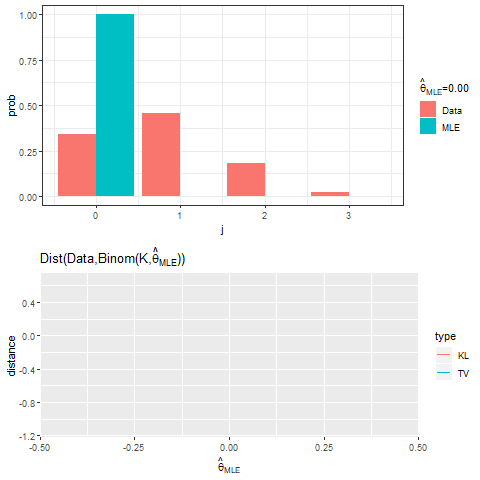 1.00
0.75
0.50
0.25
0.00
prob
0 1 2 3
j
θ̂MLE=0.00
Data
MLE
Dist(Data,Binom(K,θ̂MLE))
0.4
0.0
-0.4
-0.8
-1.2
distance
-0.50 -0.25 0.00 0.25 0.50
θ̂MLE
type
KL
TV